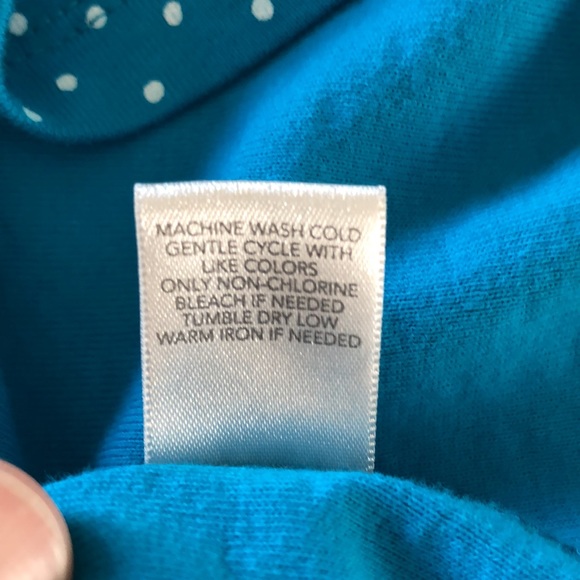 MACHINE WASH COLD
GENTLE CYCLE WITH
LIKE COLORS
ONLY NON-CHLORINE
BLEACH IF NEEDED
TUMBLE DRY LOW
WARM IRON IF NEEDED